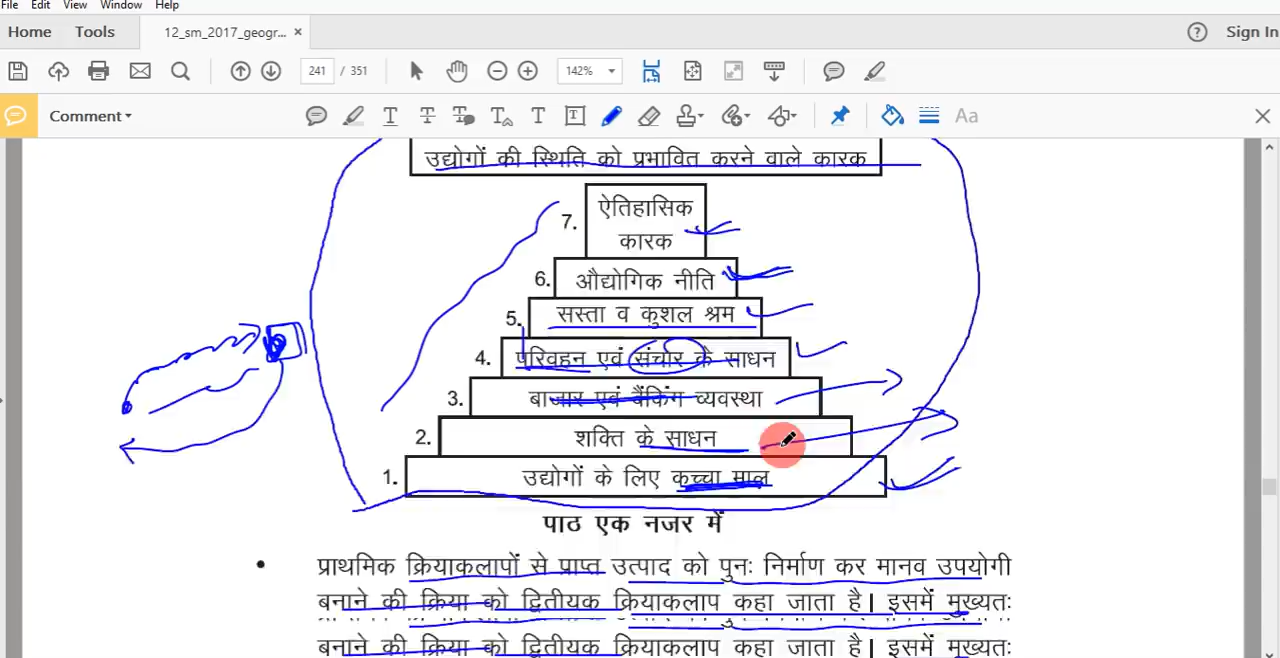 File Edit View Window Help
Home Tools 12_sm_2017_geogr... × ? Sign In
241 / 351 142%
Comment T T T T T T Aa
उद्योगों की स्थिति को प्रभावित करने वाले कारक
7. ऐतिहासिक
कारक
6. औद्योगिक नीति
5. सस्ता व कुशल श्रम
4. परिवहन एवं संचार के साधन
3. बाजार एवं बैंकिंग व्यवस्था
2. शक्ति के साधन
1. उद्योगों के लिए कच्चा माल
पाठ एक नजर में
• प्राथमिक क्रियाकलापों से प्राप्त उत्पाद को पुनः निर्माण कर मानव उपयोगी
बनाने की क्रिया को द्वितीयक क्रियाकलाप कहा जाता है। इसमें मुख्यतः
बनाने की क्रिया को द्वितीयक क्रियाकलाप कहा जाता है। इसमें मुख्यतः